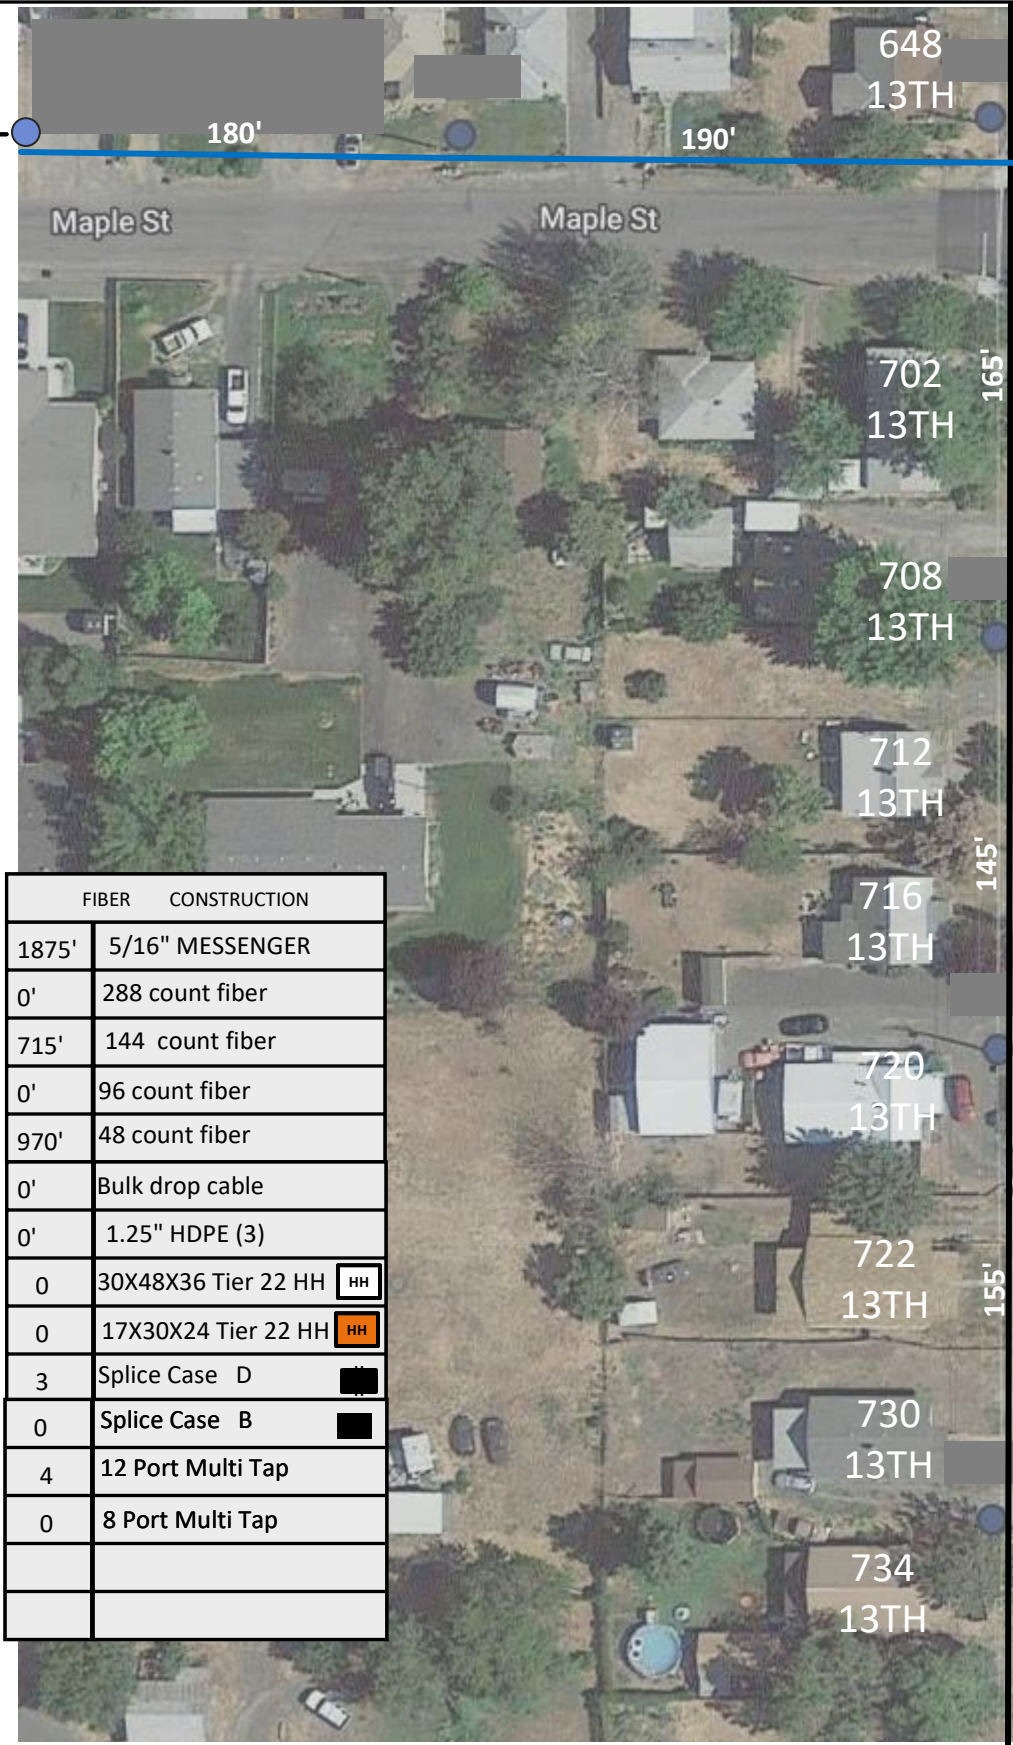 648
13TH
180'
190'
Maple St
Maple St
165'
702
13TH
708
13TH
712
13TH
145'
716
13TH
720
13TH
722
13TH
155'
730
13TH
734
13TH
FIBER CONSTRUCTION
1875' 5/16" MESSENGER
0' 288 count fiber
715' 144 count fiber
0' 96 count fiber
970' 48 count fiber
0' Bulk drop cable
0' 1.25" HDPE (3)
0 30X48X36 Tier 22 HH HH
0 17X30X24 Tier 22 HH HH
3 Splice Case D
0 Splice Case B
4 12 Port Multi Tap
0 8 Port Multi Tap